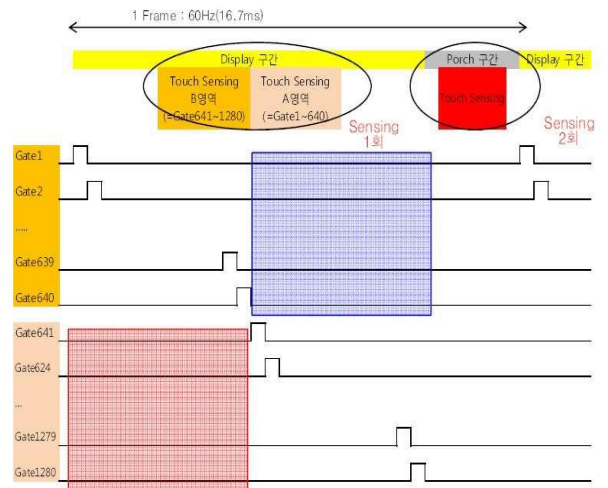 1 Frame : 60Hz(16.7ms)
Display 구간
Porch 구간
Display 구간
Touch Sensing
B영역
(=Gate641~1280)
Touch Sensing
A영역
(=Gate1~640)
Touch Sensing
Sensing
1회
Sensing
2회
Gate1
Gate2
.....
Gate639
Gate640
Gate641
Gate624
...
Gate1279
Gate1280